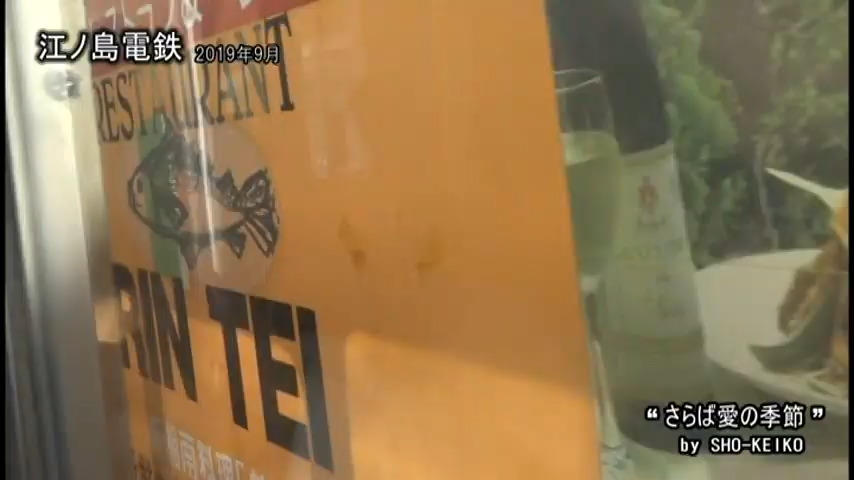 江ノ島電鉄 2019年9月
RESTAURANT
RIN TEI
“さらば愛の季節”
by SHO-KEIKO